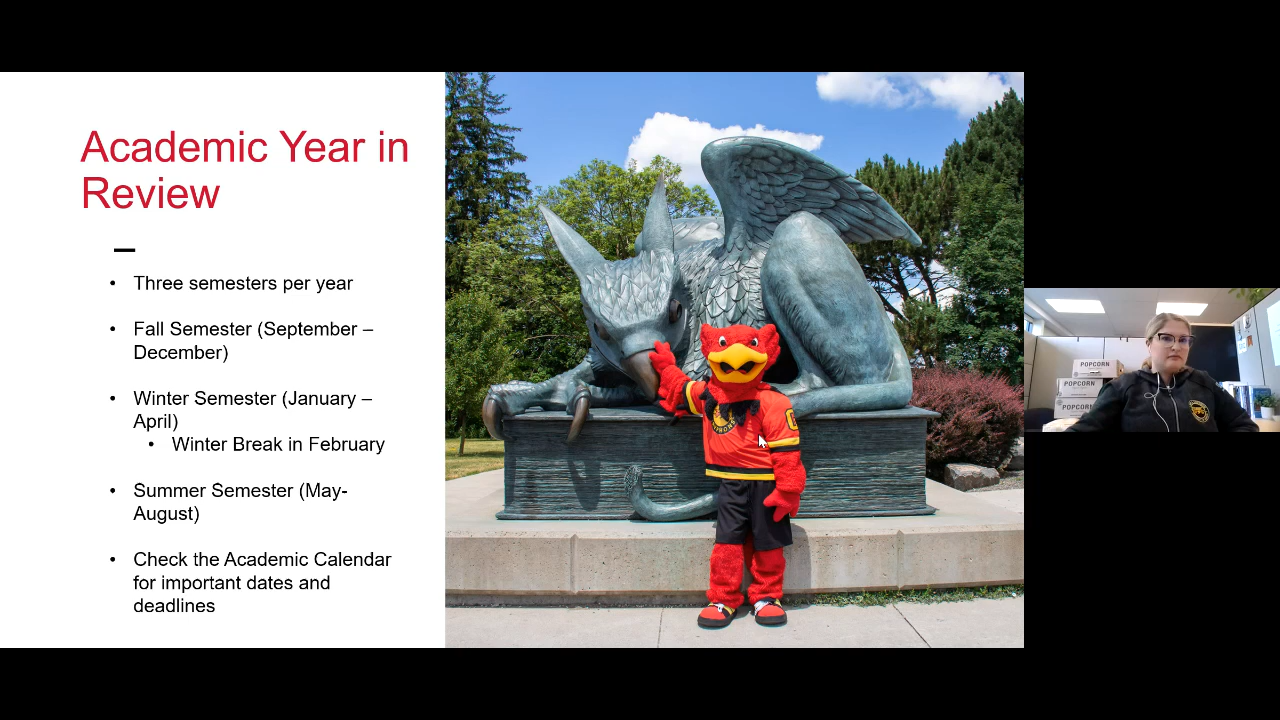 Academic Year in
Review
Three semesters per year
Fall Semester (September –
December)
Winter Semester (January –
April)
Winter Break in February
Summer Semester (May-
August)
Check the Academic Calendar
for important dates and
deadlines
POPCORN
POPCORN
POPCORN